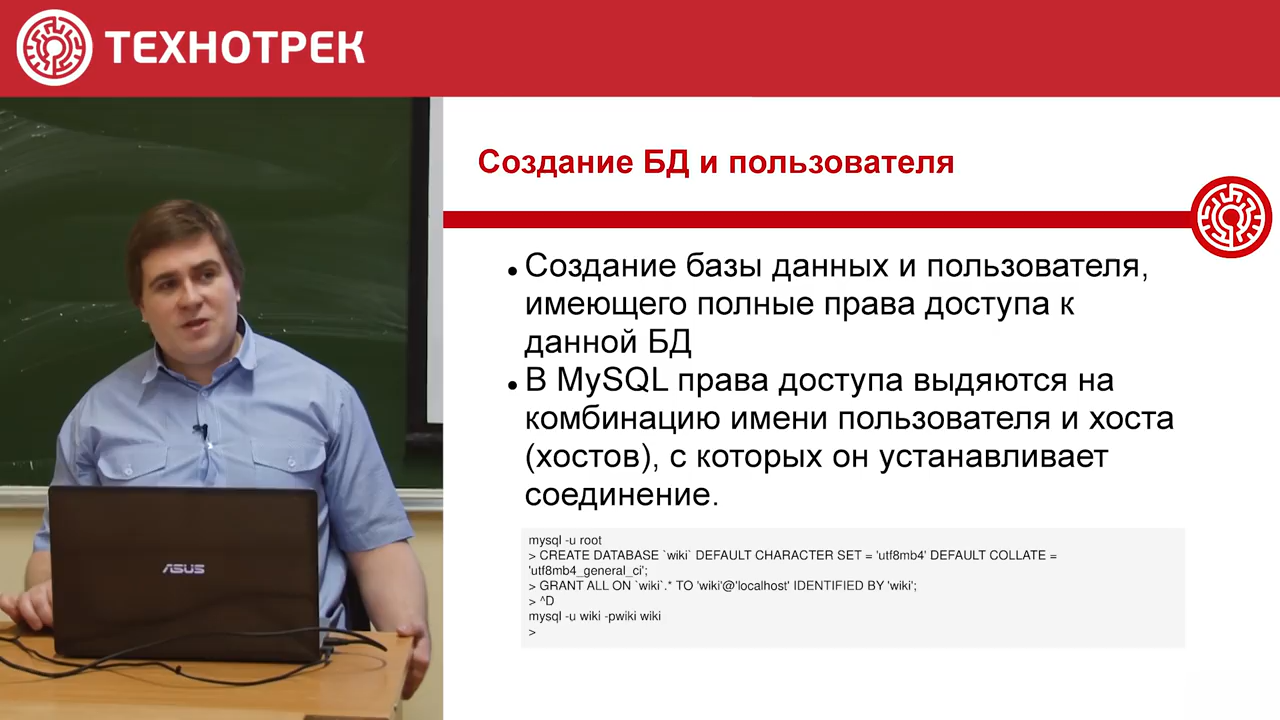 ТЕХНОТРЕК
Создание БД и пользователя
Создание базы данных и пользователя,
имеющего полные права доступа к
данной БД
В MySQL права доступа выдяются на
комбинацию имени пользователя и хоста
(хостов), с которых он устанавливает
соединение.
mysql -u root
> CREATE DATABASE `wiki` DEFAULT CHARACTER SET = 'utf8mb4' DEFAULT COLLATE =
'utf8mb4_general_ci';
> GRANT ALL ON `wiki`.* TO 'wiki'@'localhost' IDENTIFIED BY 'wiki';
> ^D
mysql -u wiki -pwiki wiki
>
ASUS